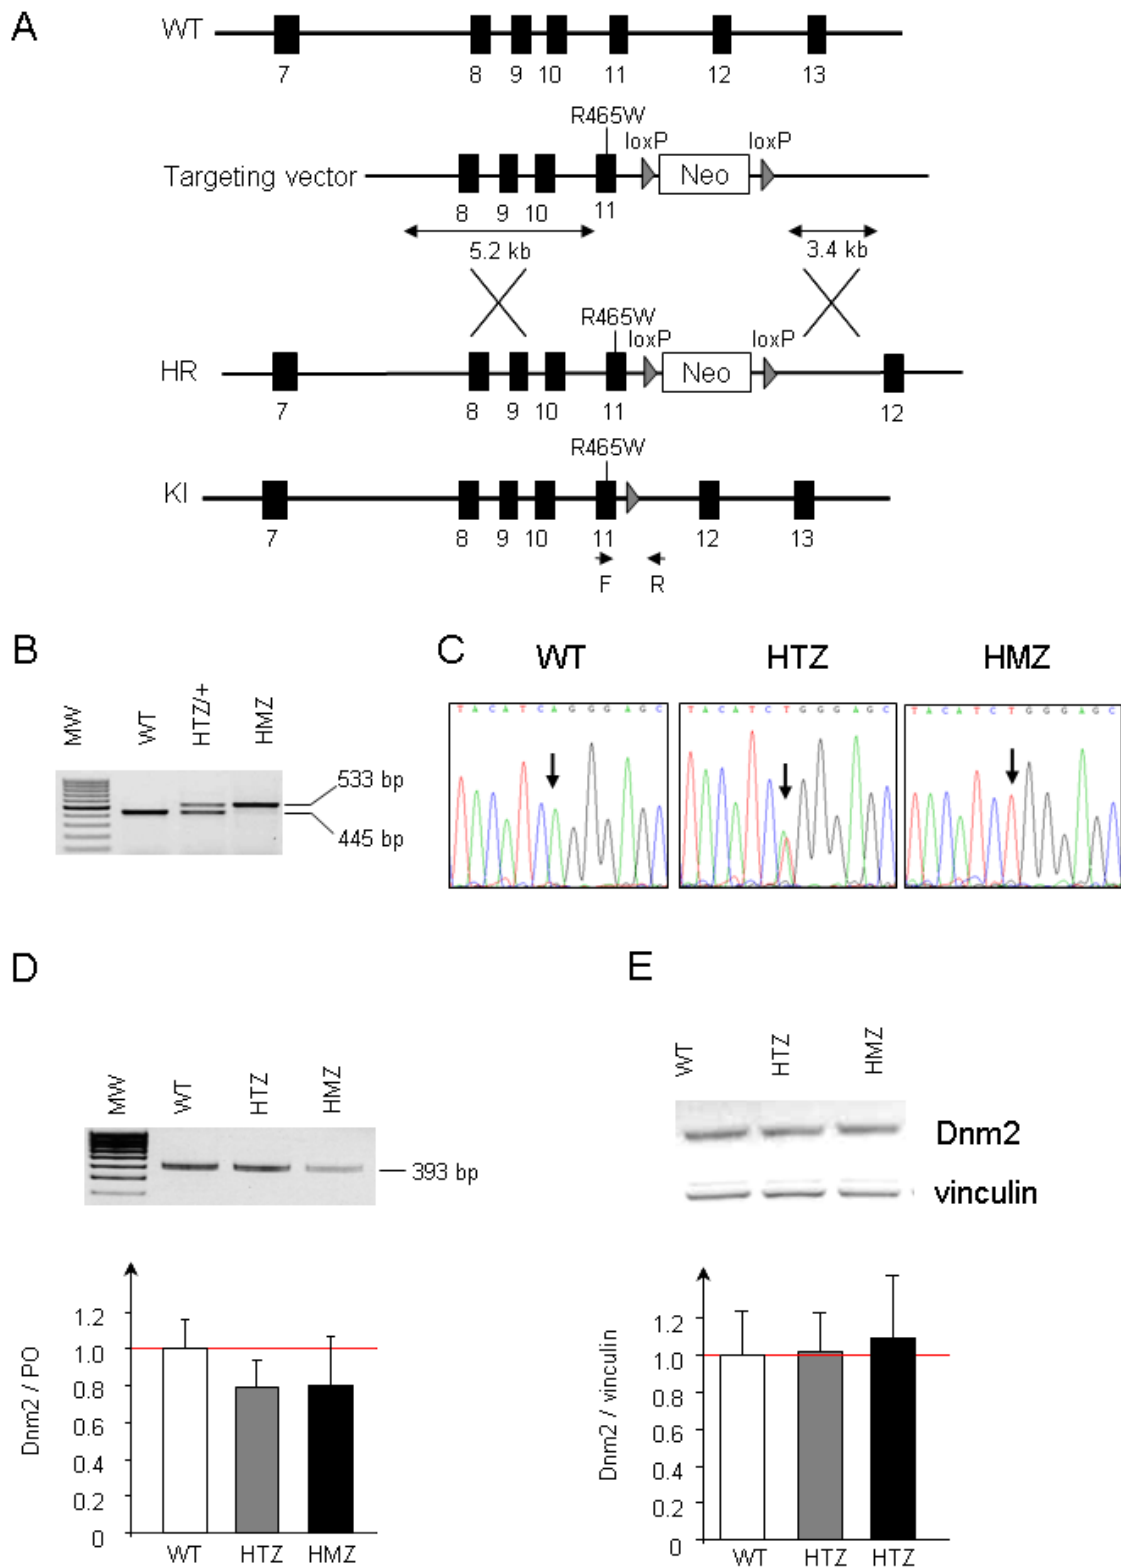 A
WT
7 8 9 10 11 12 13
R465W
loxP loxP
Targeting vector
Neo
8 9 10 11
5.2 kb 3.4 kb
R465W
loxP loxP
HR
Neo
7 8 9 10 11 12
R465W
KI
7 8 9 10 11 12 13
F R
B
MW WT HTZ/+ HMZ
533 bp
445 bp
C
WT HTZ HMZ
T A C A T C A G G G A G C
T A C A T C T G G G A G C
T A C A T C T G G G A G C
D
MW WT HTZ HMZ
393 bp
Dnm2 / PO
1.2
1.0
0.8
0.6
0.4
0.2
0
WT HTZ HMZ
E
WT HTZ HMZ
Dnm2
vinculin
Dnm2 / vinculin
1.2
1.0
0.8
0.6
0.4
0.2
0
WT HTZ HTZ